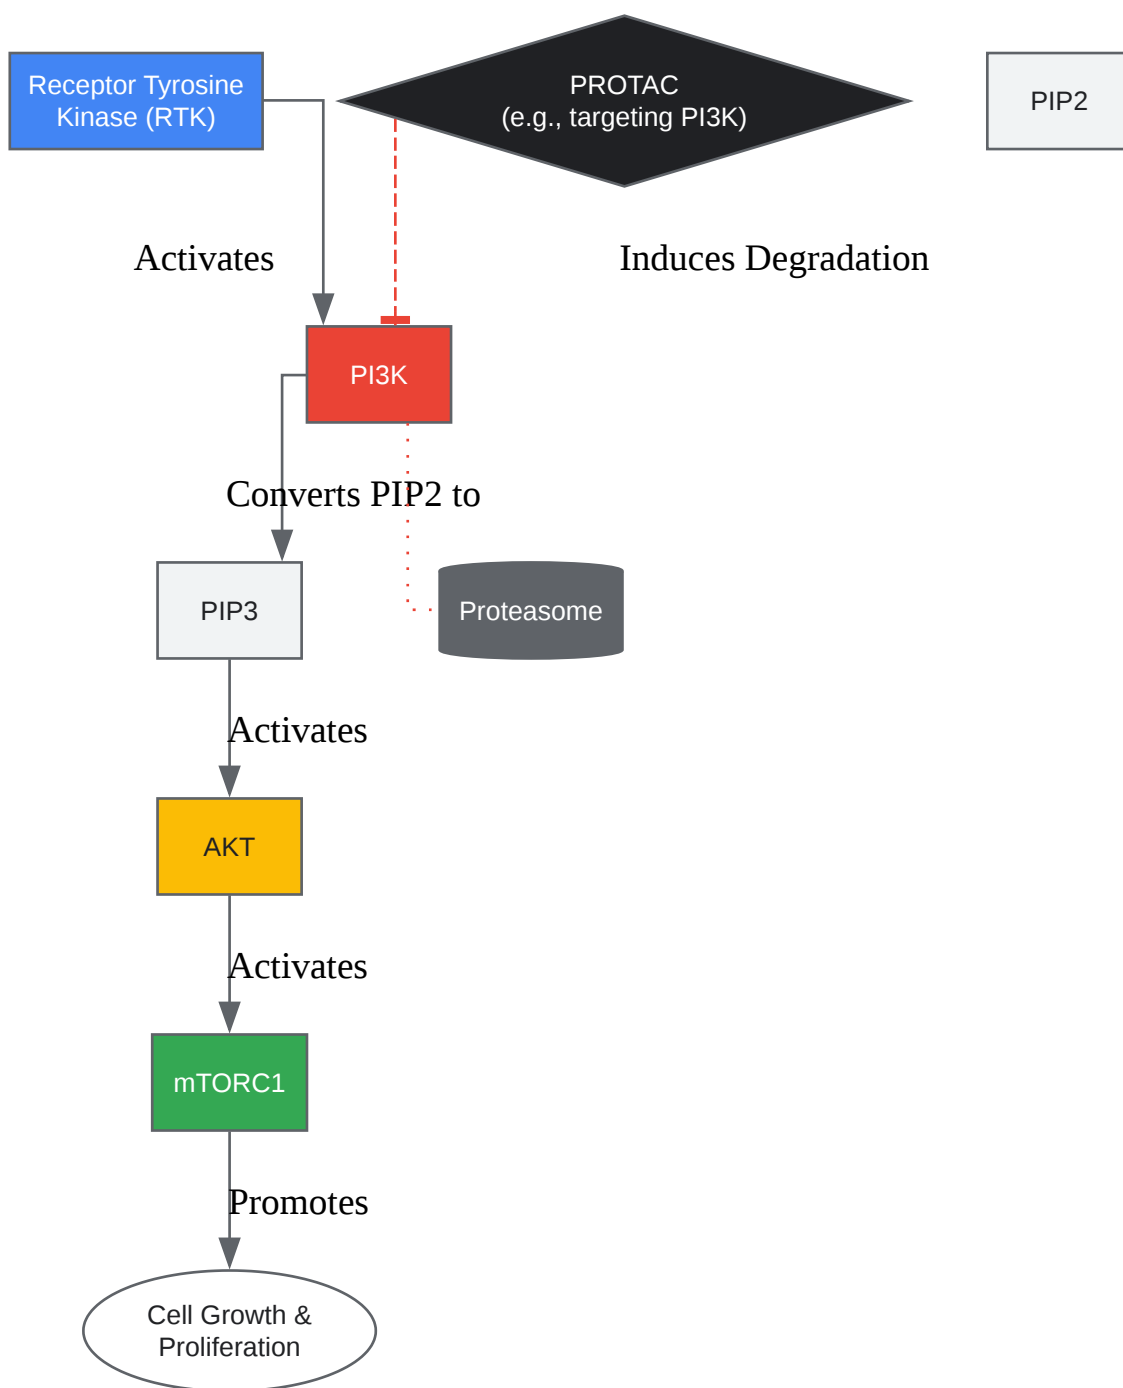 Receptor Tyrosine
Kinase (RTK)
PROTAC
(e.g., targeting PI3K)
PIP2
Activates
Induces Degradation
PI3K
Converts PIP2 to
PIP3
Proteasome
Activates
AKT
Activates
mTORC1
Promotes
Cell Growth &
Proliferation